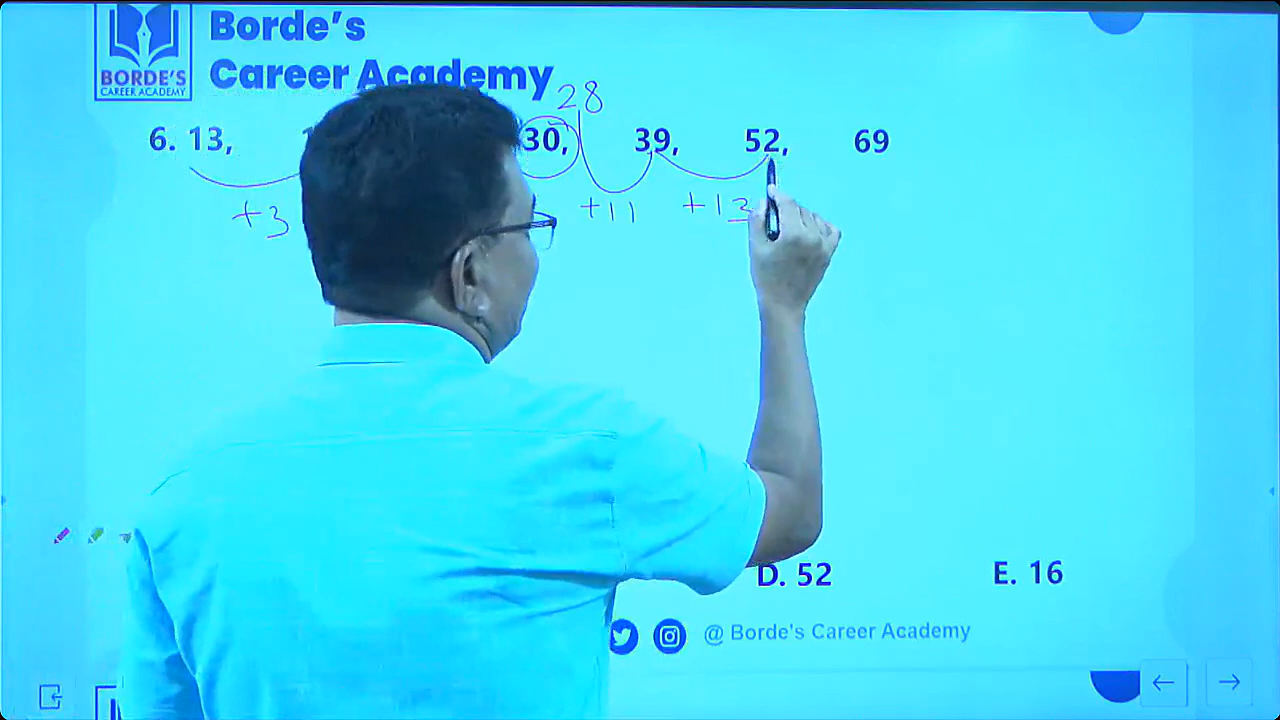 Borde's
Career Academy
BORDE'S
CAREER ACADEMY
28
6. 13, 30, 39, 52, 69
+3 +11 +13
D. 52 E. 16
@ Borde's Career Academy